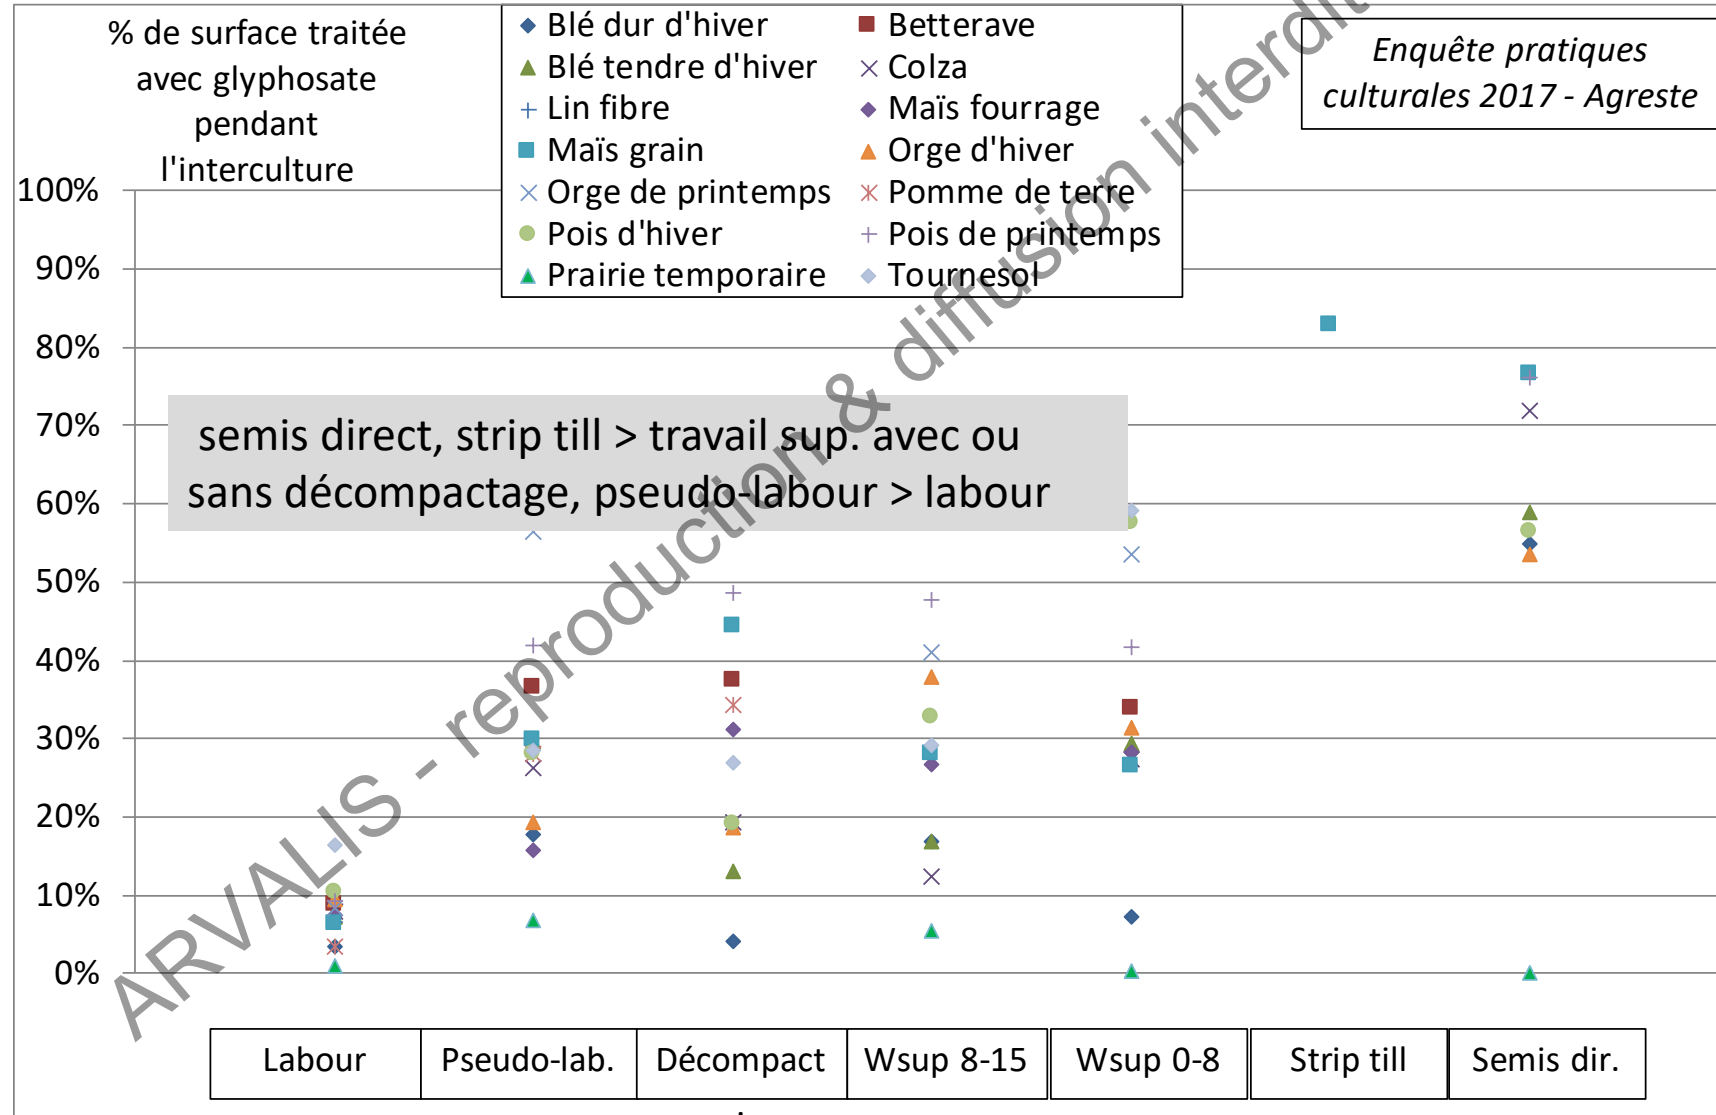 % de surface traitée
avec glyphosate
pendant
l'interculture
Blé dur d'hiver
Betterave
Blé tendre d'hiver
Colza
Lin fibre
Maïs fourrage
Maïs grain
Orge d'hiver
Orge de printemps
Pomme de terre
Pois d'hiver
Pois de printemps
Prairie temporaire
Tournesol
Enquête pratiques
culturales 2017 - Agreste
100%
90%
80%
70%
60%
50%
40%
30%
20%
10%
0%
semis direct, strip till > travail sup. avec ou
sans décompactage, pseudo-labour > labour
Labour
Pseudo-lab.
Décompact
Wsup 8-15
Wsup 0-8
Strip till
Semis dir.
ARVALIS - reproduction & diffusion interdit